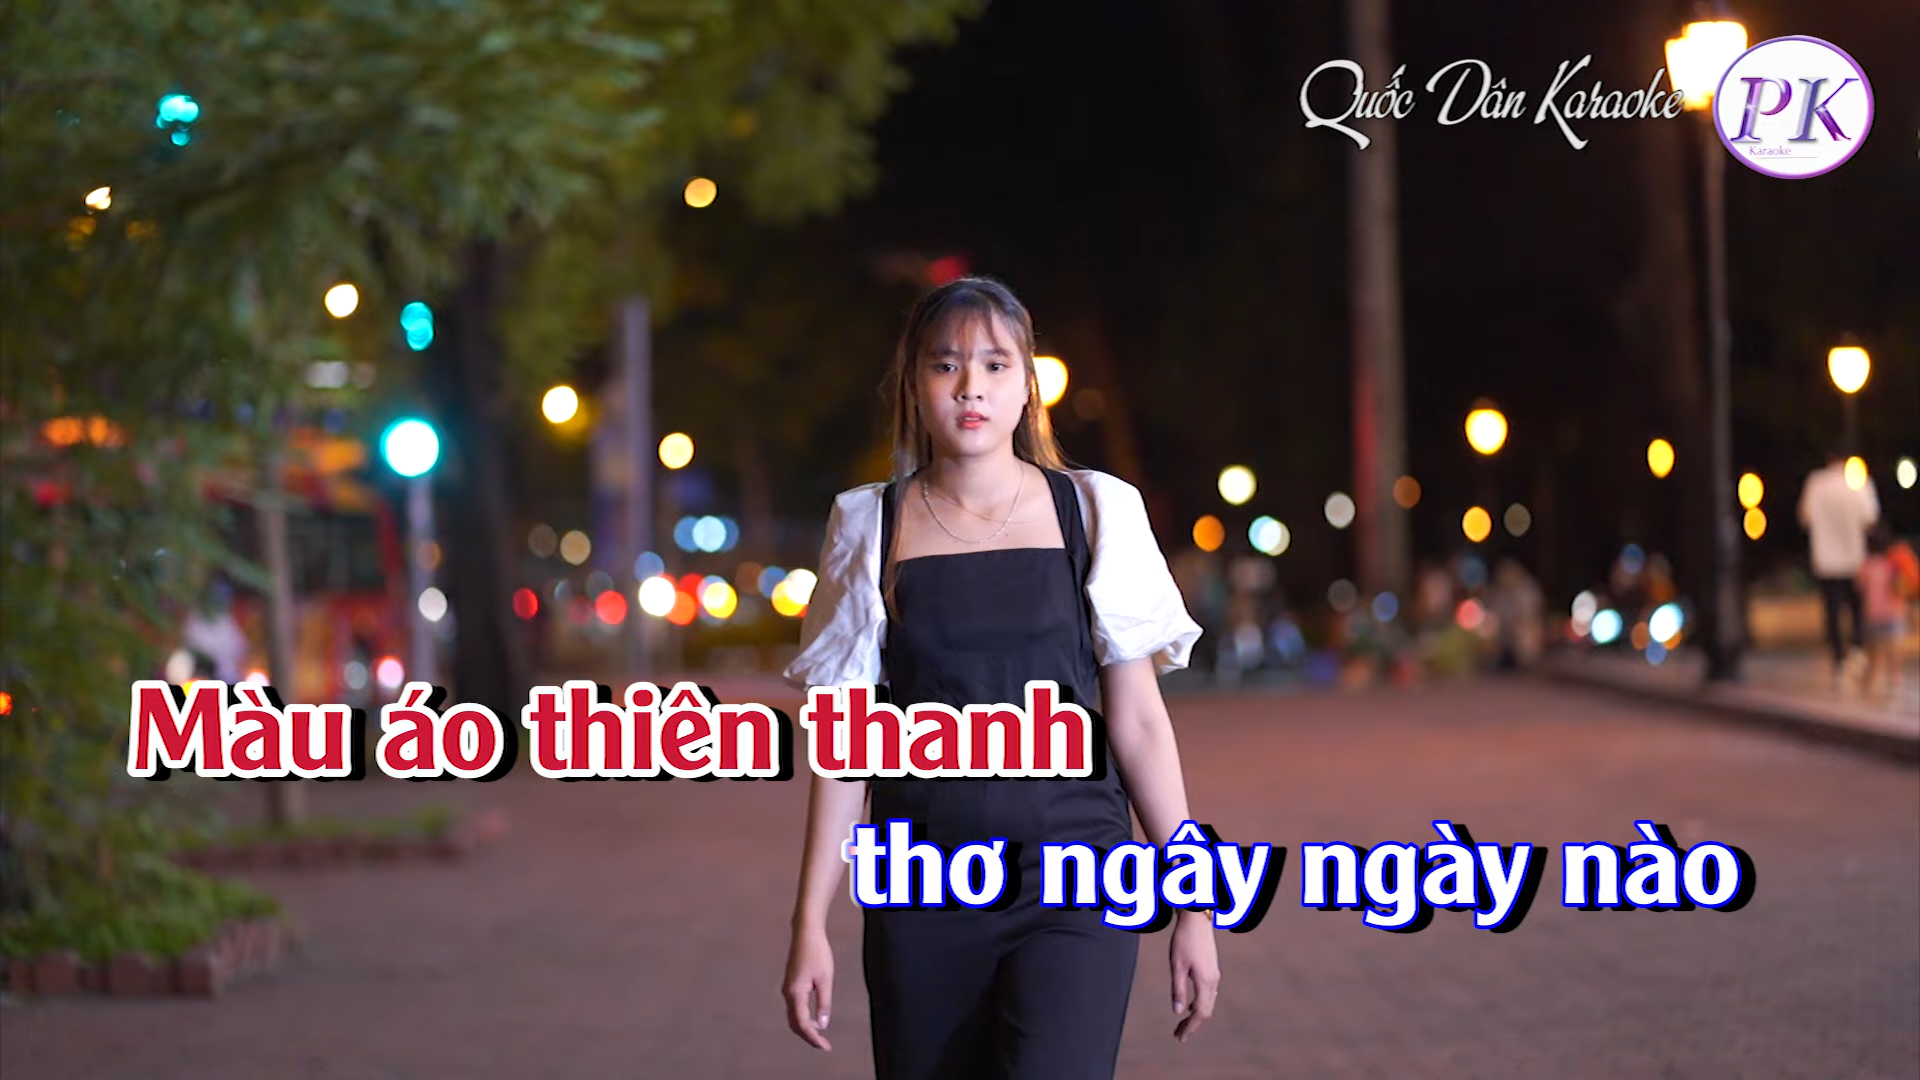 Quốc Dân Karaoke
PK
Karaoke
Màu áo thiên thanh
thơ ngây ngày nào